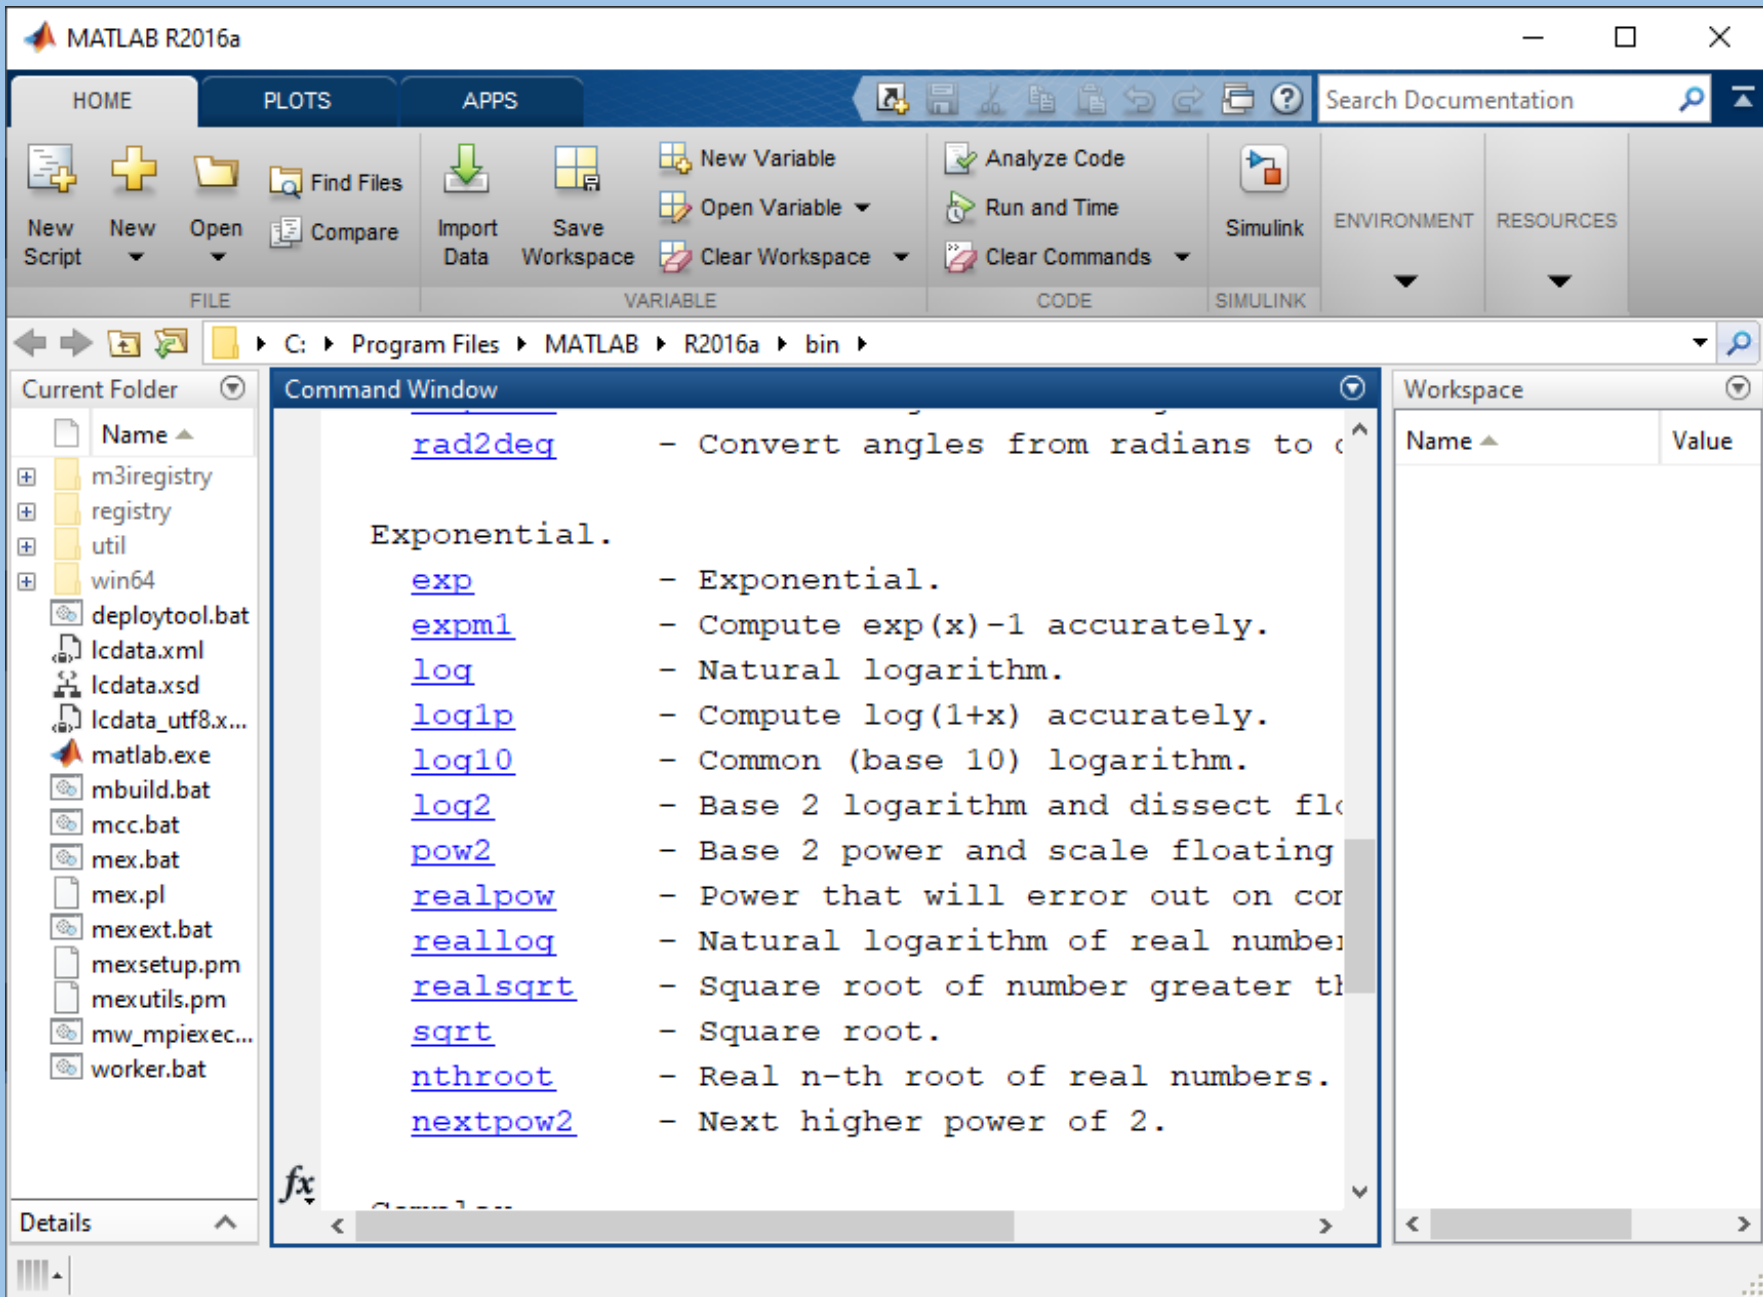 MATLAB R2016a
HOME PLOTS APPS Search Documentation
New Script New Open Find Files Compare Import Data Save Workspace New Variable Open Variable Clear Workspace Analyze Code Run and Time Clear Commands Simulink ENVIRONMENT RESOURCES
FILE VARIABLE CODE SIMULINK
C: Program Files MATLAB R2016a bin
Current Folder
Name
m3iregistry
registry
util
win64
deploytool.bat
lcdata.xml
lcdata.xsd
lcdata_utf8.x...
matlab.exe
mbuild.bat
mcc.bat
mex.bat
mex.pl
mexext.bat
mexsetup.pm
mexutils.pm
mw_mpiexec...
worker.bat
Details
Command Window
rad2deg - Convert angles from radians to
Exponential.
exp - Exponential.
expm1 - Compute exp(x)-1 accurately.
log - Natural logarithm.
log1p - Compute log(1+x) accurately.
log10 - Common (base 10) logarithm.
log2 - Base 2 logarithm and dissect
pow2 - Base 2 power and scale floating
realpow - Power that will error out on
reallog - Natural logarithm of real
realsqrt - Square root of number greater
sqrt - Square root.
nthroot - Real n-th root of real numbers.
nextpow2 - Next higher power of 2.
fx
Workspace
Name Value